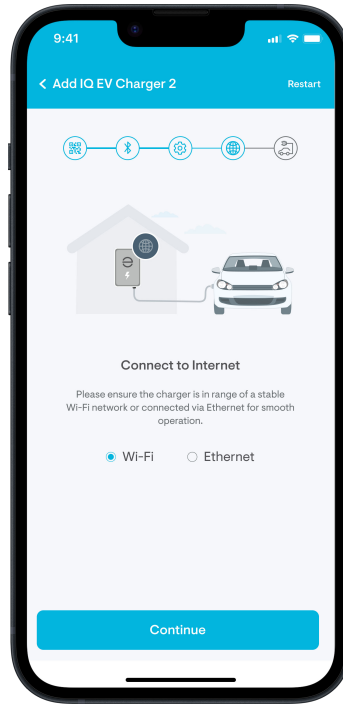 9:41
Add IQ EV Charger 2
Restart
Connect to Internet
Please ensure the charger is in range of a stable
Wi-Fi network or connected via Ethernet for smooth
operation.
Wi-Fi
Ethernet
Continue